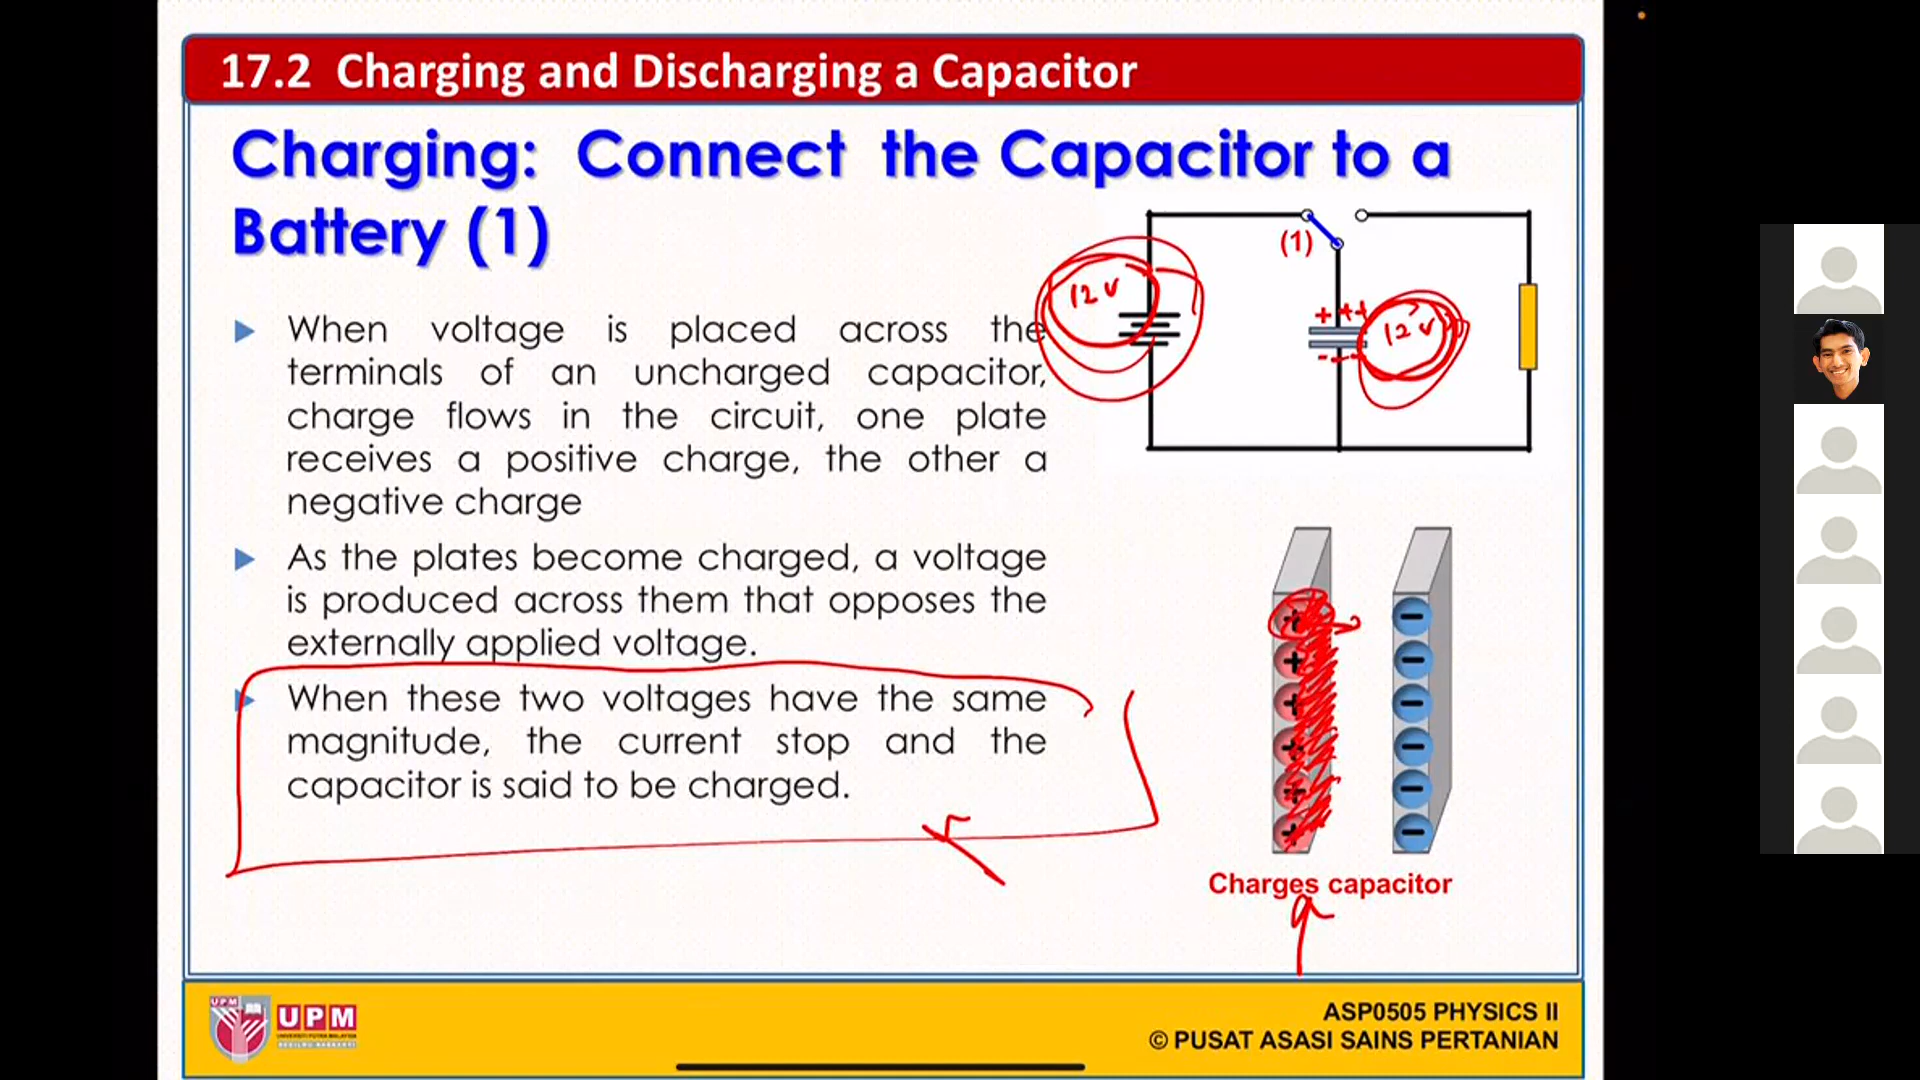 17.2 Charging and Discharging a Capacitor
Charging: Connect the Capacitor to a
Battery (1)
When voltage is placed across the
terminals of an uncharged capacitor,
charge flows in the circuit, one plate
receives a positive charge, the other a
negative charge
As the plates become charged, a voltage
is produced across them that opposes the
externally applied voltage.
When these two voltages have the same
magnitude, the current stop and the
capacitor is said to be charged.
(1)
12 V
+ + +
12 V
- - -
+ -
+ -
+ -
+ -
+ -
+ -
Charges capacitor
UPM
UPM
ASP0505 PHYSICS II
© PUSAT ASASI SAINS PERTANIAN